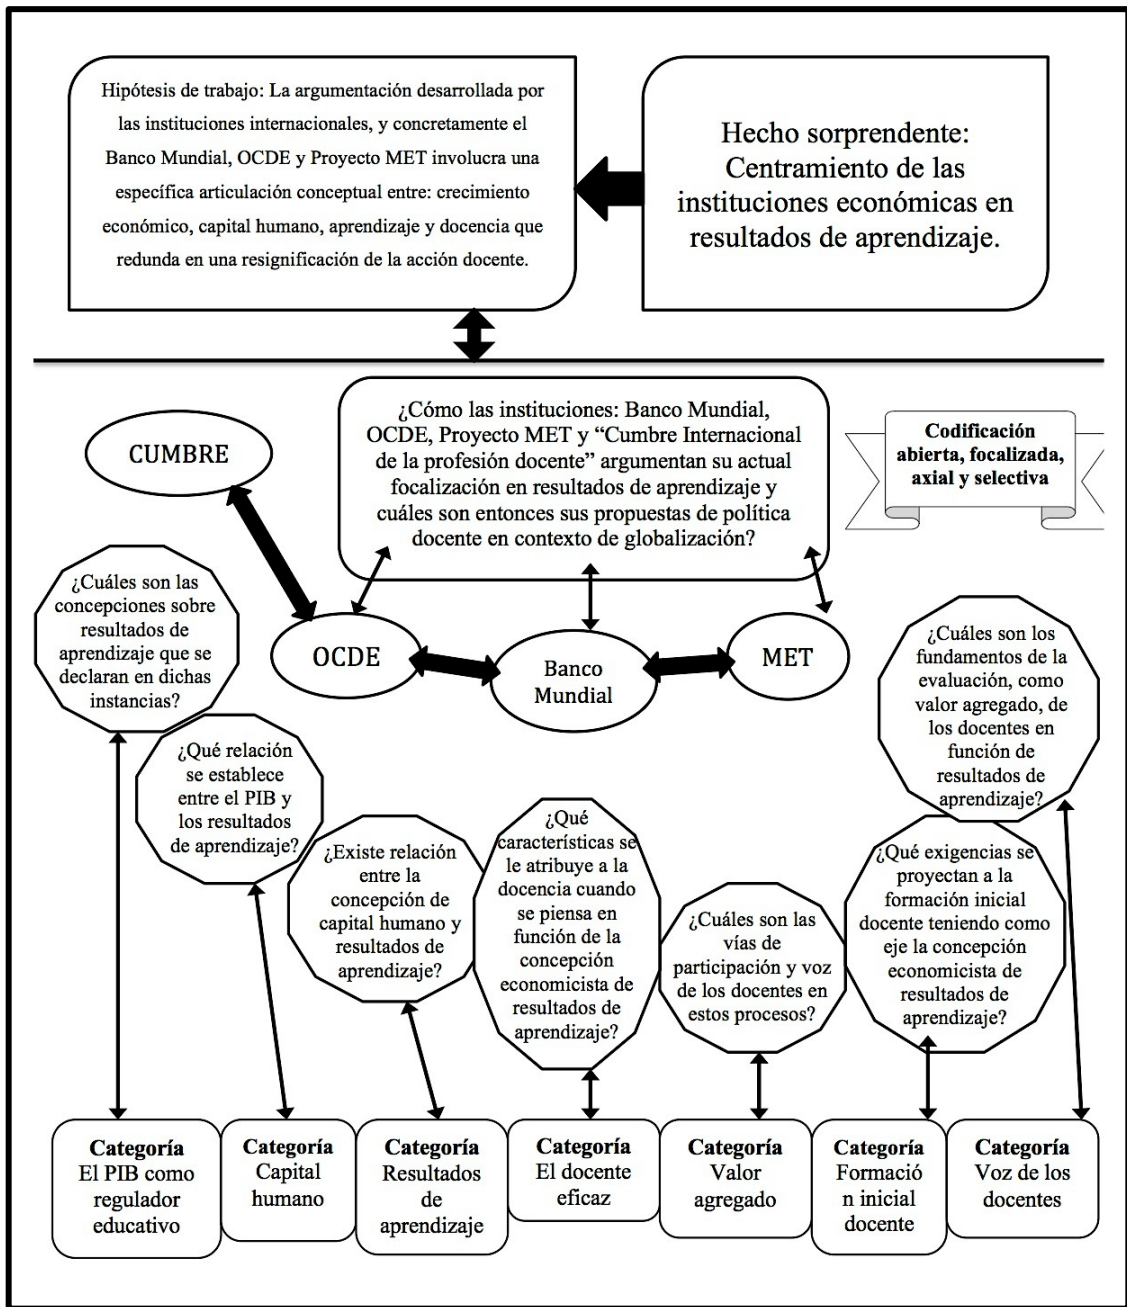 Hipótesis de trabajo: La argumentación desarrollada por
las instituciones internacionales, y concretamente el
Banco Mundial, OCDE y Proyecto MET involucra una
específica articulación conceptual entre: crecimiento
económico, capital humano, aprendizaje y docencia que
redunda en una resignificación de la acción docente.
Hecho sorprendente:
Centramiento de las
instituciones económicas en
resultados de aprendizaje.
¿Cómo las instituciones: Banco Mundial,
OCDE, Proyecto MET y “Cumbre Internacional
de la profesión docente” argumentan su actual
focalización en resultados de aprendizaje y
cuáles son entonces sus propuestas de política
docente en contexto de globalización?
Codificación
abierta, focalizada,
axial y selectiva
CUMBRE
OCDE
Banco
Mundial
MET
¿Cuáles son las
concepciones sobre
resultados de
aprendizaje que se
declaran en dichas
instancias?
¿Qué relación
se establece
entre el PIB y
los resultados
de aprendizaje?
¿Existe relación
entre la
concepción de
capital humano y
resultados de
aprendizaje?
¿Qué
características se
le atribuye a la
docencia cuando
se piensa en
función de la
concepción
economicista de
resultados de
aprendizaje?
¿Cuáles son las
vías de
participación y voz
de los docentes en
estos procesos?
¿Cuáles son los
fundamentos de la
evaluación, como
valor agregado, de
los docentes en
función de
resultados de
aprendizaje?
¿Qué exigencias se
proyectan a la
formación inicial
docente teniendo como
eje la concepción
economicista de
resultados de
aprendizaje?
Categoría
El PIB como
regulador
educativo
Categoría
Capital
humano
Categoría
Resultados
de
aprendizaje
Categoría
El docente
eficaz
Categoría
Valor
agregado
Categoría
Formació
n inicial
docente
Categoría
Voz de los
docentes